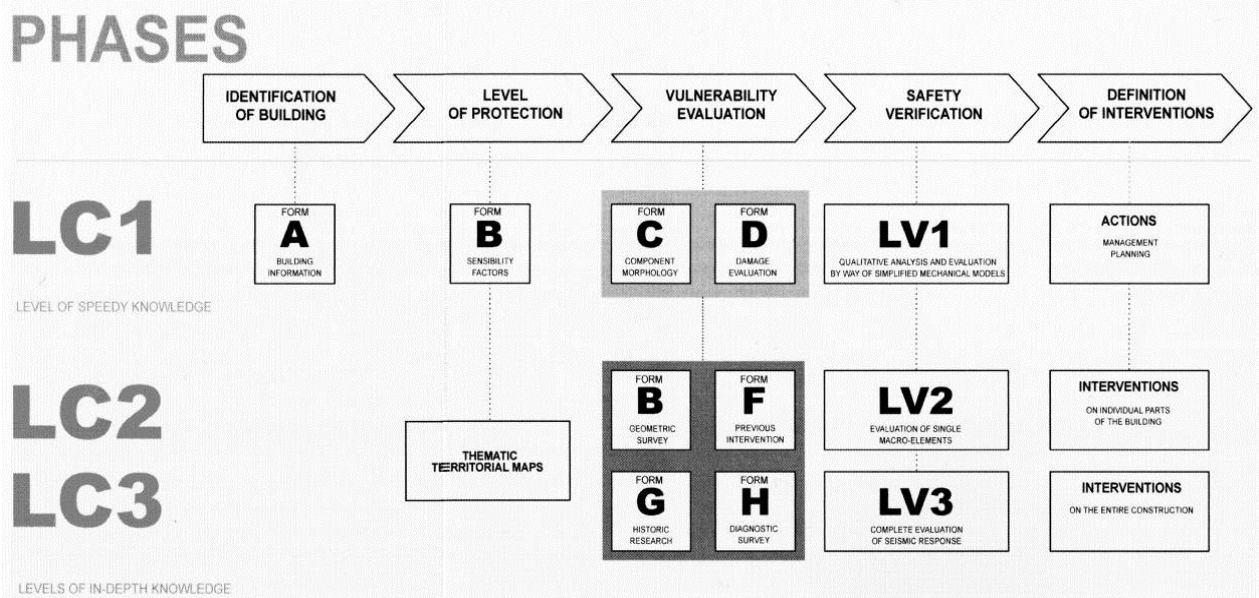 PHASES
IDENTIFICATION
OF BUILDING
LEVEL
OF PROTECTION
VULNERABILITY
EVALUATION
SAFETY
VERIFICATION
DEFINITION
OF INTERVENTIONS
LC1
LEVEL OF SPEEDY KNOWLEDGE
FORM
A
BUILDING
INFORMATION
FORM
B
SENSIBILITY
FACTORS
FORM
C
COMPONENT
MORPHOLOGY
FORM
D
DAMAGE
EVALUATION
LV1
QUALITATIVE ANALYSIS AND EVALUATION
BY WAY OF SIMPLIFIED MECHANICAL MODELS
ACTIONS
MANAGEMENT
PLANNING
LC2
LC3
LEVELS OF IN-DEPTH KNOWLEDGE
THEMATIC
TERRITORIAL MAPS
FORM
B
GEOMETRIC
SURVEY
FORM
F
PREVIOUS
INTERVENTION
FORM
G
HISTORIC
RESEARCH
FORM
H
DIAGNOSTIC
SURVEY
LV2
EVALUATION OF SINGLE
MACRO-ELEMENTS
LV3
COMPLETE EVALUATION
OF SEISMIC RESPONSE
INTERVENTIONS
ON INDIVIDUAL PARTS
OF THE BUILDING
INTERVENTIONS
ON THE ENTIRE CONSTRUCTION